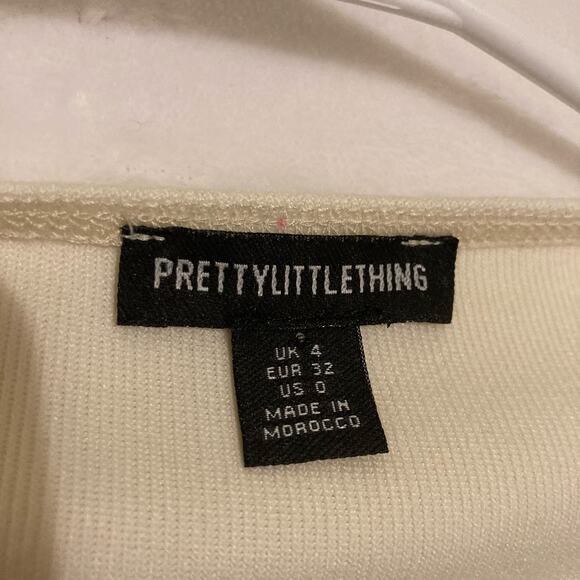 PRETTYLITTLETHING
UK 4
EUR 32
US 0
MADE IN
MOROCCO